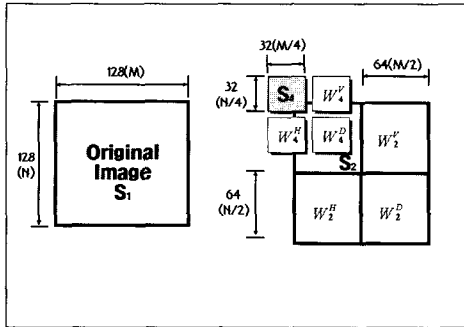 128(M)
128
(N)
Original
Image
S1
32(M/4)
64(M/2)
32
(N/4)
S4
W4V
W4H
W4D
S2
W2V
64
(N/2)
W2H
W2D